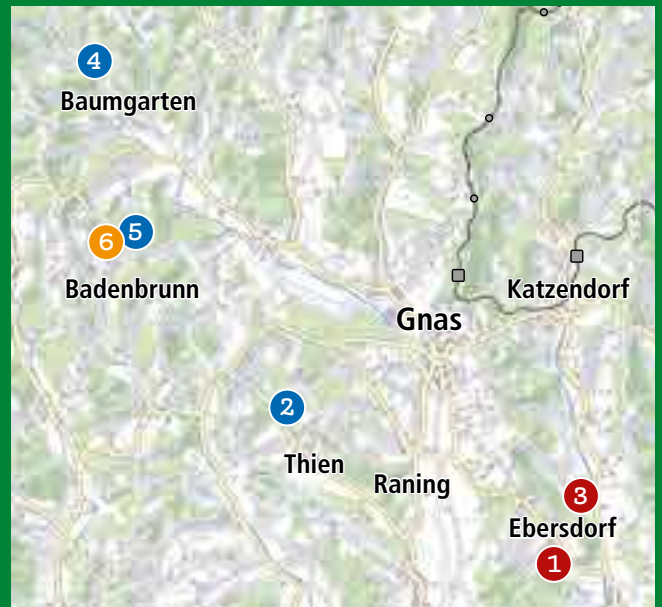 4
Baumgarten
6 5
Badenbrunn
Katzendorf
Gnas
2
Thien
Raning
3
Ebersdorf
1